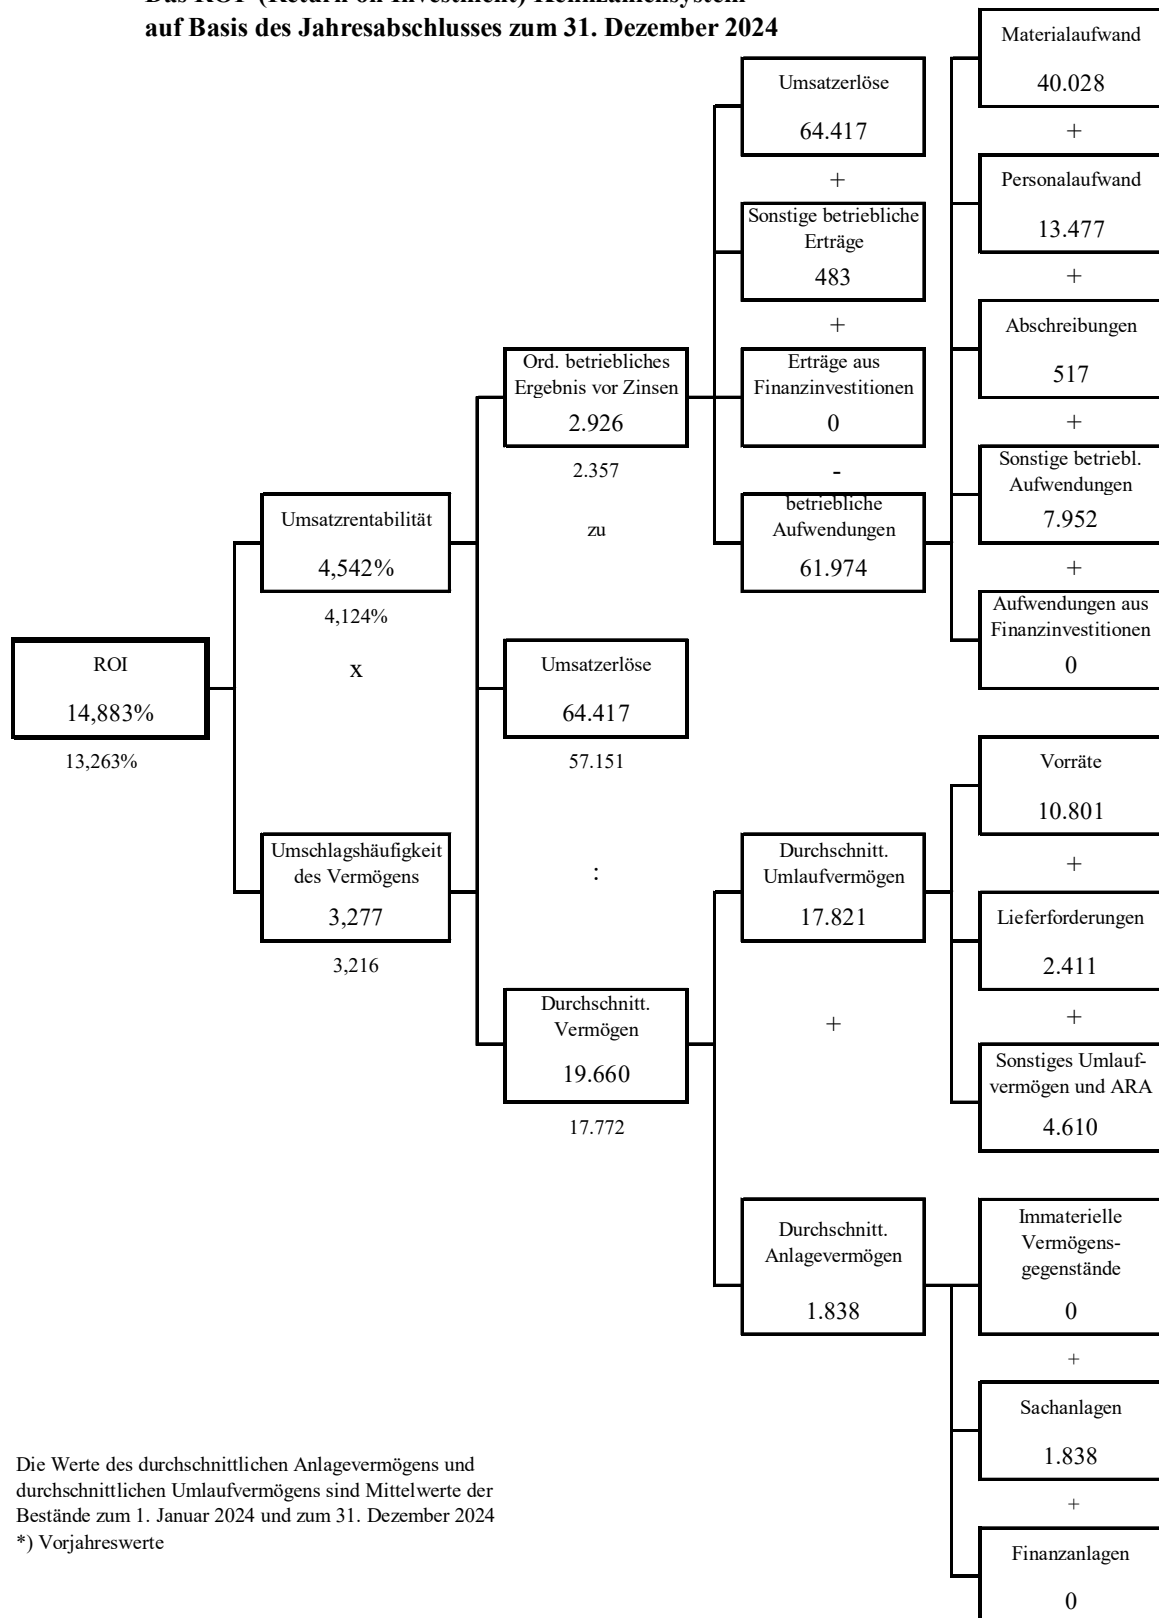 auf Basis des Jahresabschlusses zum 31. Dezember 2024
ROI
14,883%
13,263%
Umsatzrentabilität
4,542%
4,124%
x
Umschlagshäufigkeit
des Vermögens
3,277
3,216
Ord. betriebliches
Ergebnis vor Zinsen
2.926
2.357
zu
Umsatzerlöse
64.417
57.151
:
Durchschnitt.
Vermögen
19.660
17.772
Umsatzerlöse
64.417
+
Sonstige betriebliche
Erträge
483
+
Erträge aus
Finanzinvestitionen
0
-
betriebliche
Aufwendungen
61.974
Durchschnitt.
Umlaufvermögen
17.821
+
Durchschnitt.
Anlagevermögen
1.838
Materialaufwand
40.028
+
Personalaufwand
13.477
+
Abschreibungen
517
+
Sonstige betriebl.
Aufwendungen
7.952
+
Aufwendungen aus
Finanzinvestitionen
0
Vorräte
10.801
+
Lieferforderungen
2.411
+
Sonstiges Umlauf-
vermögen und ARA
4.610
Immaterielle
Vermögens-
gegenstände
0
+
Sachanlagen
1.838
+
Finanzanlagen
0
Die Werte des durchschnittlichen Anlagevermögens und
durchschnittlichen Umlaufvermögens sind Mittelwerte der
Bestände zum 1. Januar 2024 und zum 31. Dezember 2024
*) Vorjahreswerte